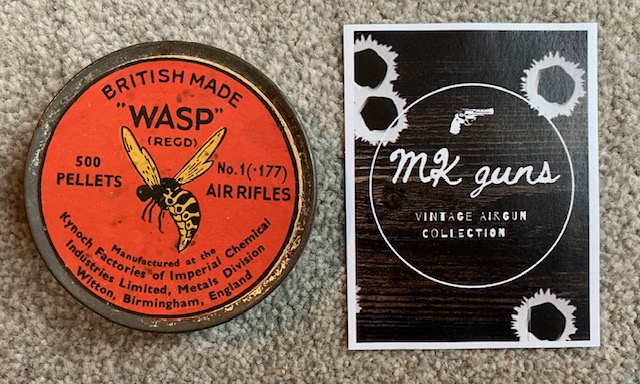 BRITISH MADE
"WASP"
(REGD)
500
PELLETS
No.1(·177)
AIR RIFLES
Manufactured at the
Kynoch Factories of Imperial Chemical
Industries Limited, Metals Division
Witton, Birmingham, England
MK guns
VINTAGE AIRGUN
COLLECTION